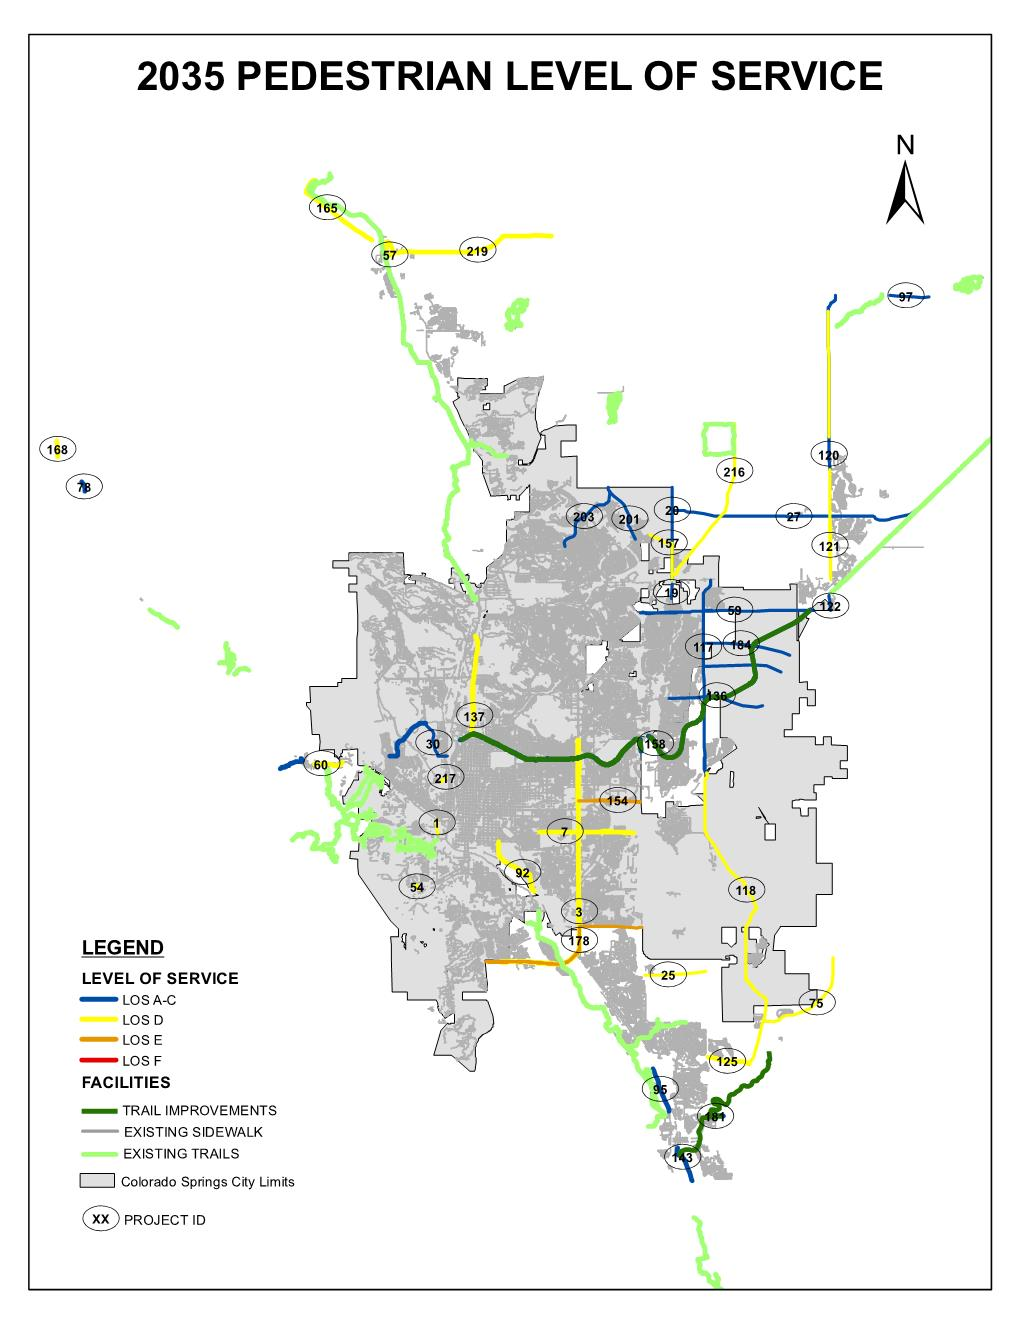 2035 PEDESTRIAN LEVEL OF SERVICE
N
165
57
219
97
168
78
120
216
203
201
20
27
157
121
19
59
122
117
184
136
137
30
158
60
217
154
1
7
92
54
118
3
178
25
75
125
95
181
143
LEGEND
LEVEL OF SERVICE
LOS A-C
LOS D
LOS E
LOS F
FACILITIES
TRAIL IMPROVEMENTS
EXISTING SIDEWALK
EXISTING TRAILS
Colorado Springs City Limits
XX PROJECT ID